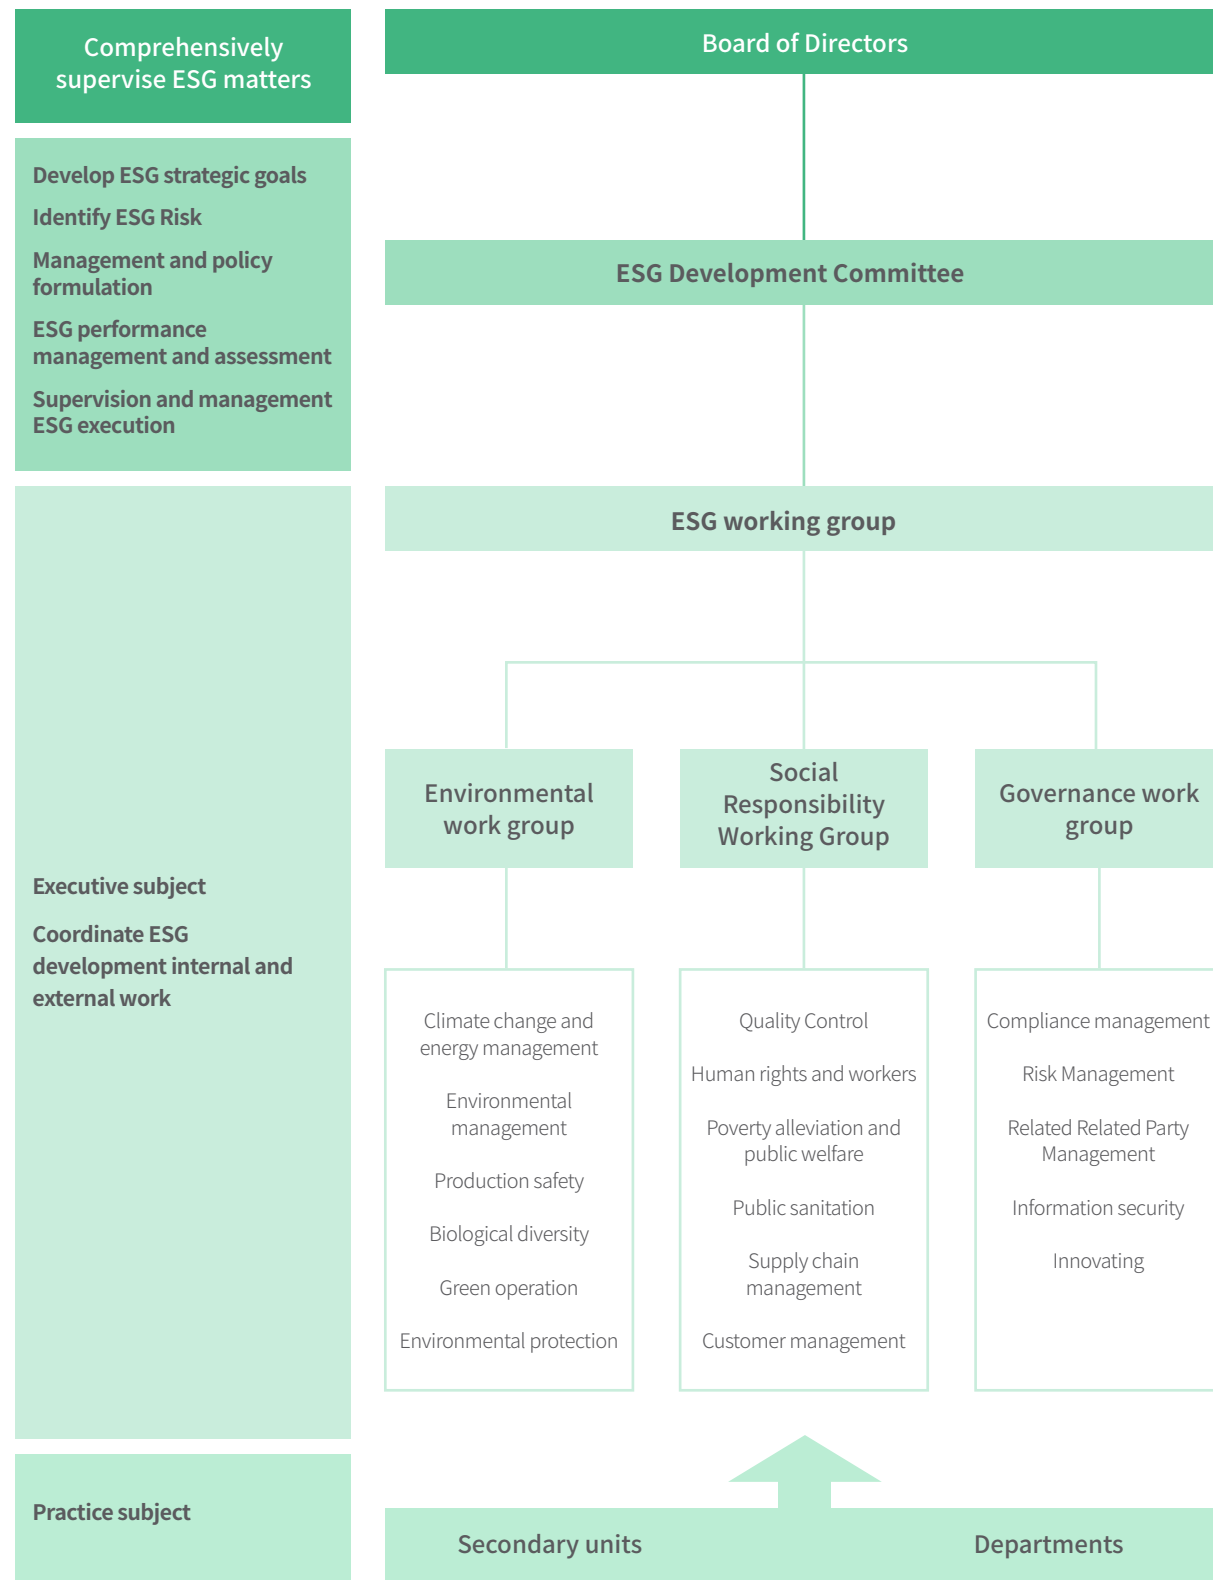 Comprehensively
supervise ESG matters
Board of Directors
Develop ESG strategic goals
Identify ESG Risk
Management and policy
formulation
ESG performance
management and assessment
Supervision and management
ESG execution
ESG Development Committee
ESG working group
Executive subject
Coordinate ESG
development internal and
external work
Environmental
work group
Climate change and
energy management
Environmental
management
Production safety
Biological diversity
Green operation
Environmental protection
Social
Responsibility
Working Group
Quality Control
Human rights and workers
Poverty alleviation and
public welfare
Public sanitation
Supply chain
management
Customer management
Governance work
group
Compliance management
Risk Management
Related Related Party
Management
Information security
Innovating
Practice subject
Secondary units
Departments